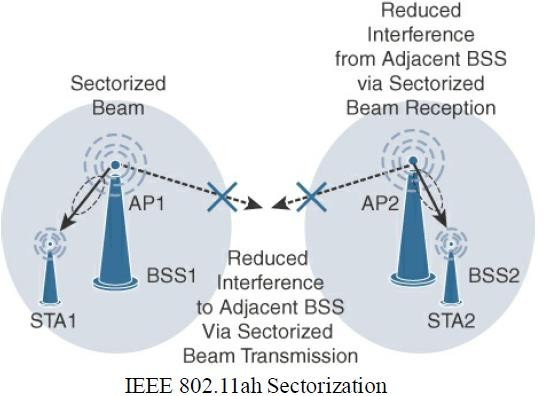 Reduced
Interference
from Adjacent BSS
via Sectorized
Beam Reception
Sectorized
Beam
AP1
BSS1
STA1
AP2
BSS2
STA2
Reduced
Interference
to Adjacent BSS
Via Sectorized
Beam Transmission
IEEE 802.11ah Sectorization